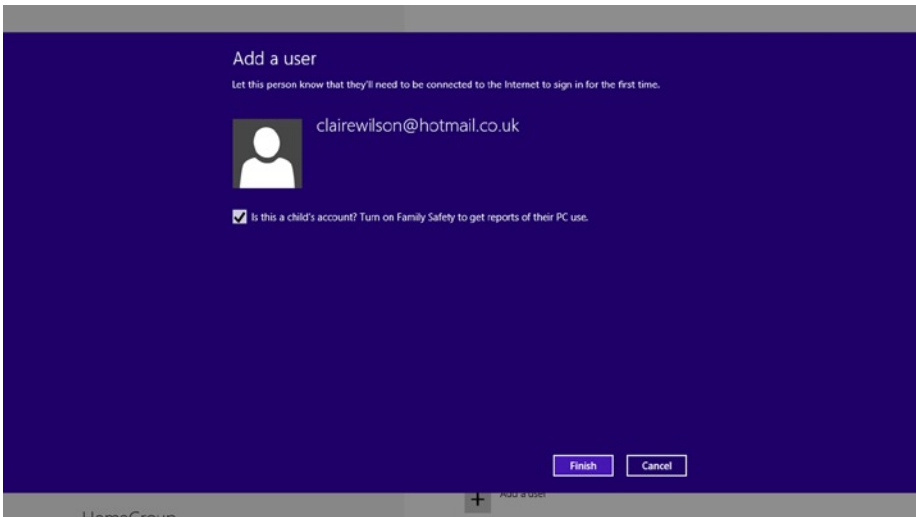 Add a user
Let this person know that they'll need to be connected to the Internet to sign in for the first time.
clairewilson@hotmail.co.uk
Is this a child's account? Turn on Family Safety to get reports of their PC use.
Finish
Cancel
Add a user
HomeGroup